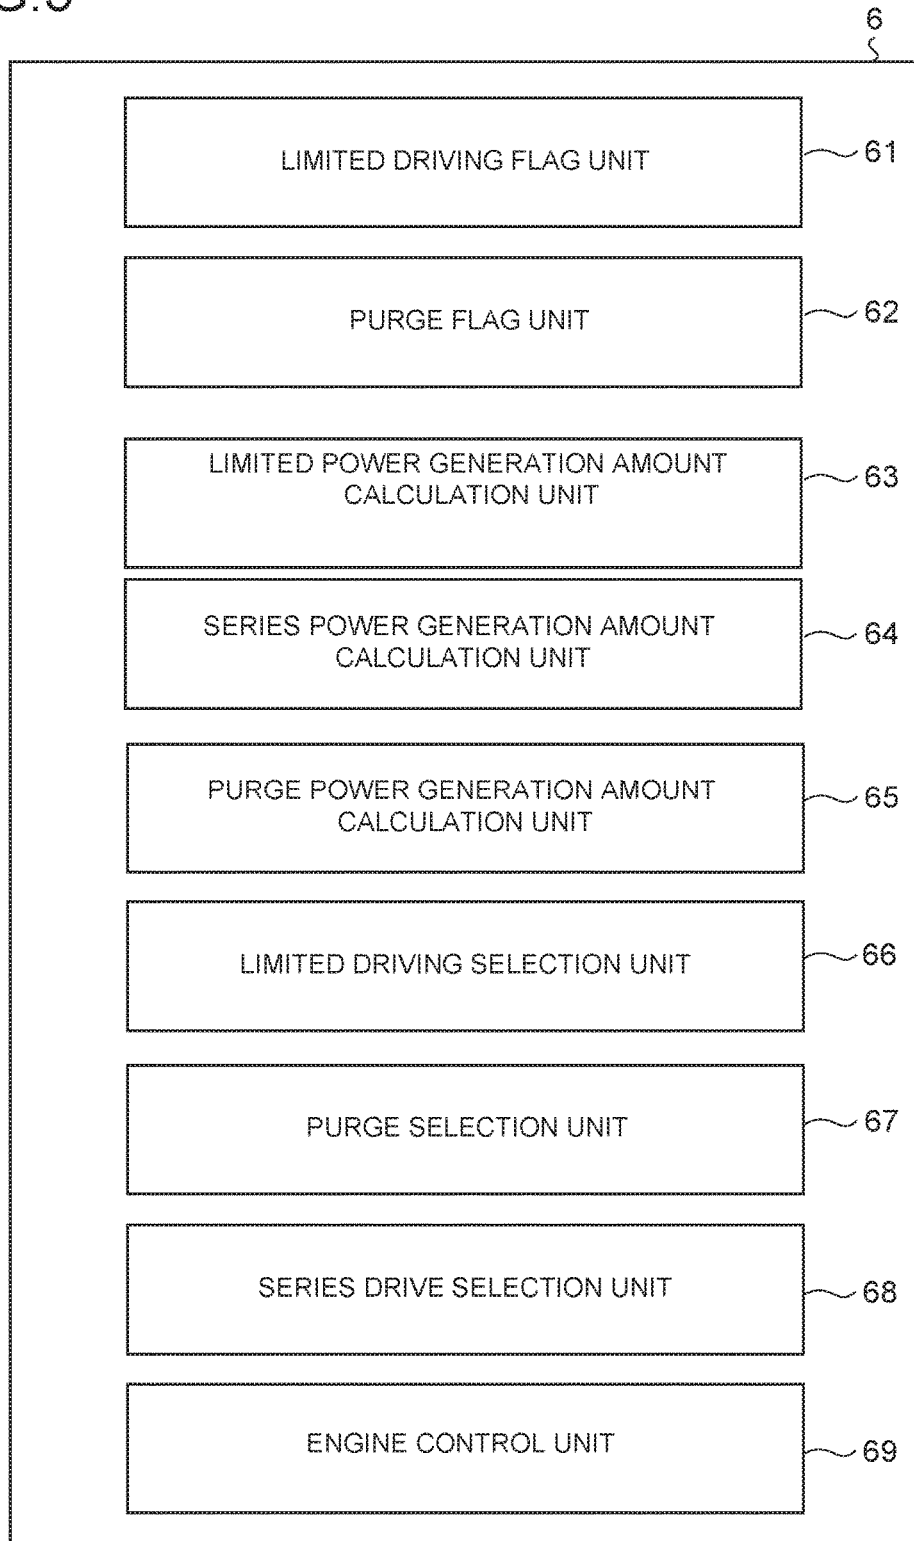 6
LIMITED DRIVING FLAG UNIT
61
PURGE FLAG UNIT
62
LIMITED POWER GENERATION AMOUNT
CALCULATION UNIT
63
SERIES POWER GENERATION AMOUNT
CALCULATION UNIT
64
PURGE POWER GENERATION AMOUNT
CALCULATION UNIT
65
LIMITED DRIVING SELECTION UNIT
66
PURGE SELECTION UNIT
67
SERIES DRIVE SELECTION UNIT
68
ENGINE CONTROL UNIT
69